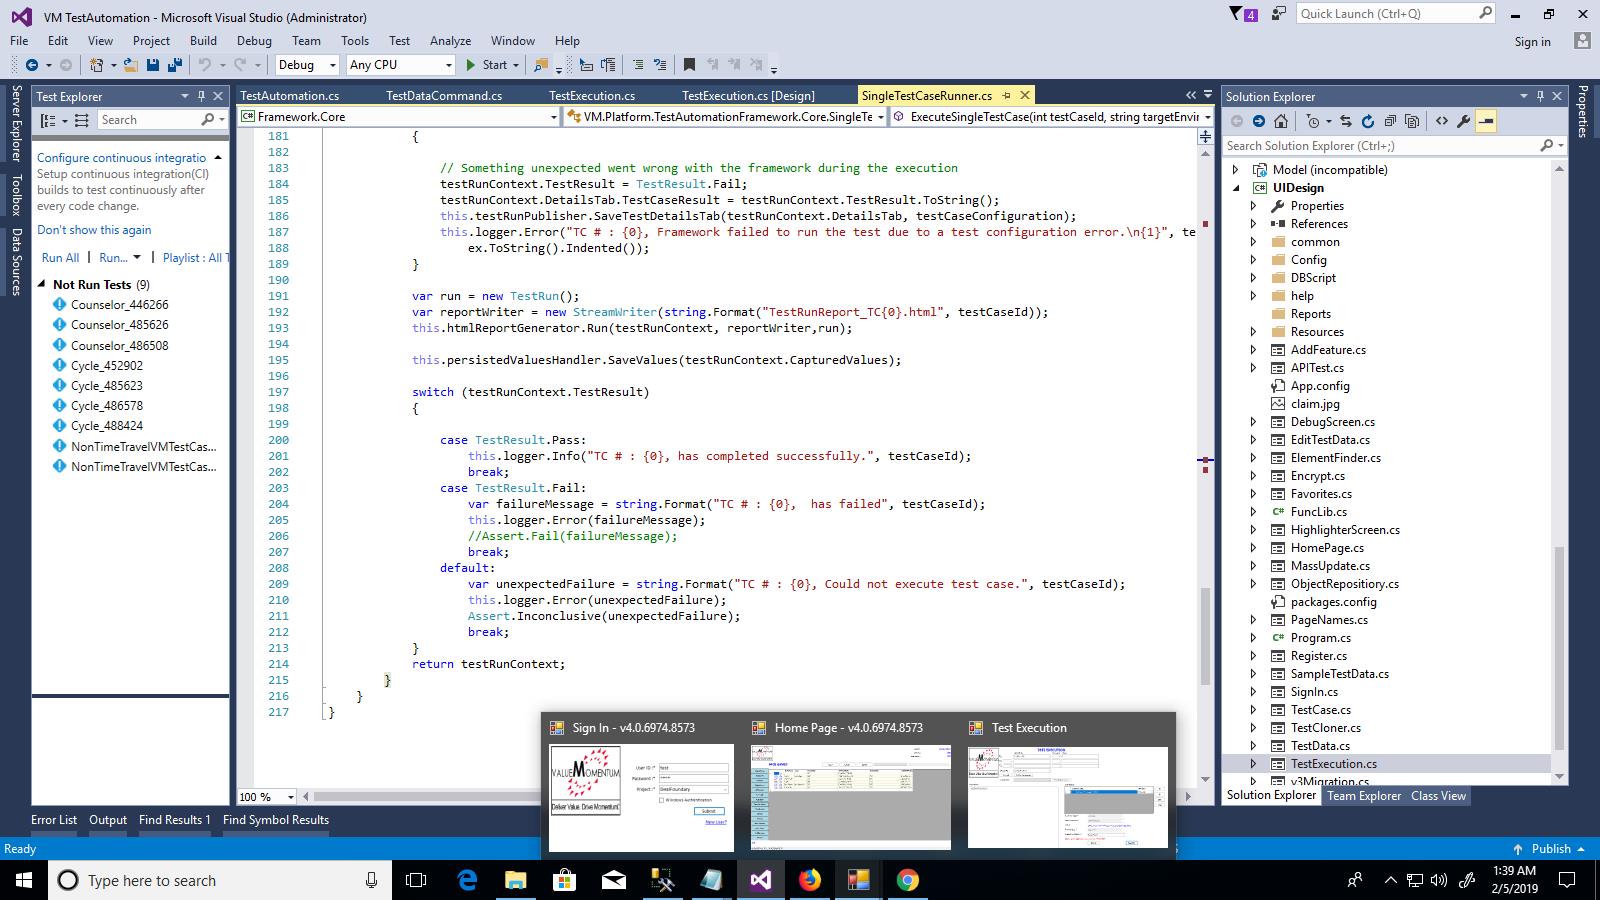 VM TestAutomation - Microsoft Visual Studio (Administrator)
4
Quick Launch (Ctrl+Q)
File Edit View Project Build Debug Team Tools Test Analyze Window Help
Sign in
Debug Any CPU Start
Server Explorer
Toolbox
Data Sources
Test Explorer
Search
Configure continuous integratio
Setup continuous integration(CI)
builds to test continuously after
every code change.
Don't show this again
Run All | Run... | Playlist : All T
Not Run Tests (9)
Counselor_446266
Counselor_485626
Counselor_486508
Cycle_452902
Cycle_485623
Cycle_486578
Cycle_488424
NonTimeTravelVMTestCas...
NonTimeTravelVMTestCas...
TestAutomation.cs TestDataCommand.cs TestExecution.cs TestExecution.cs [Design] SingleTestCaseRunner.cs
Framework.Core VM.Platform.TestAutomationFramework.Core.SingleTe ExecuteSingleTestCase(int testCaseId, string targetEnvir
181 {
182
183 // Something unexpected went wrong with the framework during the execution
184 testRunContext.TestResult = TestResult.Fail;
185 testRunContext.DetailsTab.TestCaseResult = testRunContext.TestResult.ToString();
186 this.testRunPublisher.SaveTestDetailsTab(testRunContext.DetailsTab, testCaseConfiguration);
187 this.logger.Error("TC # : {0}, Framework failed to run the test due to a test configuration error.\n{1}", te
188 ex.ToString().Indented());
189 }
190
191 var run = new TestRun();
192 var reportWriter = new StreamWriter(string.Format("TestRunReport_TC{0}.html", testCaseId));
193 this.htmlReportGenerator.Run(testRunContext, reportWriter,run);
194
195 this.persistedValuesHandler.SaveValues(testRunContext.CapturedValues);
196
197 switch (testRunContext.TestResult)
198 {
199
200 case TestResult.Pass:
201 this.logger.Info("TC # : {0}, has completed successfully.", testCaseId);
202 break;
203 case TestResult.Fail:
204 var failureMessage = string.Format("TC # : {0},  has failed", testCaseId);
205 this.logger.Error(failureMessage);
206 //Assert.Fail(failureMessage);
207 break;
208 default:
209 var unexpectedFailure = string.Format("TC # : {0}, Could not execute test case.", testCaseId);
210 this.logger.Error(unexpectedFailure);
211 Assert.Inconclusive(unexpectedFailure);
212 break;
213 }
214 return testRunContext;
215 }
216 }
217 }
100 %
Solution Explorer
Search Solution Explorer (Ctrl+;)
Model (incompatible)
UIDesign
Properties
References
common
Config
DBScript
help
Reports
Resources
AddFeature.cs
APITest.cs
App.config
claim.jpg
DebugScreen.cs
EditTestData.cs
ElementFinder.cs
Encrypt.cs
Favorites.cs
FuncLib.cs
HighlighterScreen.cs
HomePage.cs
MassUpdate.cs
ObjectRepository.cs
packages.config
PageNames.cs
Program.cs
Register.cs
SampleTestData.cs
SignIn.cs
TestCase.cs
TestCloner.cs
TestData.cs
TestExecution.cs
v3Migration.cs
Solution Explorer Team Explorer Class View
Properties
Sign In - v4.0.6974.8573
Home Page - v4.0.6974.8573
Test Execution
VALUEMOMENTUM
Deliver Value. Drive Momentum
User ID :* test
Password :*
Project :*
Windows Authentication
Submit
New User?
TEST EXECUTION
Error List Output Find Results 1 Find Symbol Results
Ready
Publish
Type here to search
1:39 AM
2/5/2019